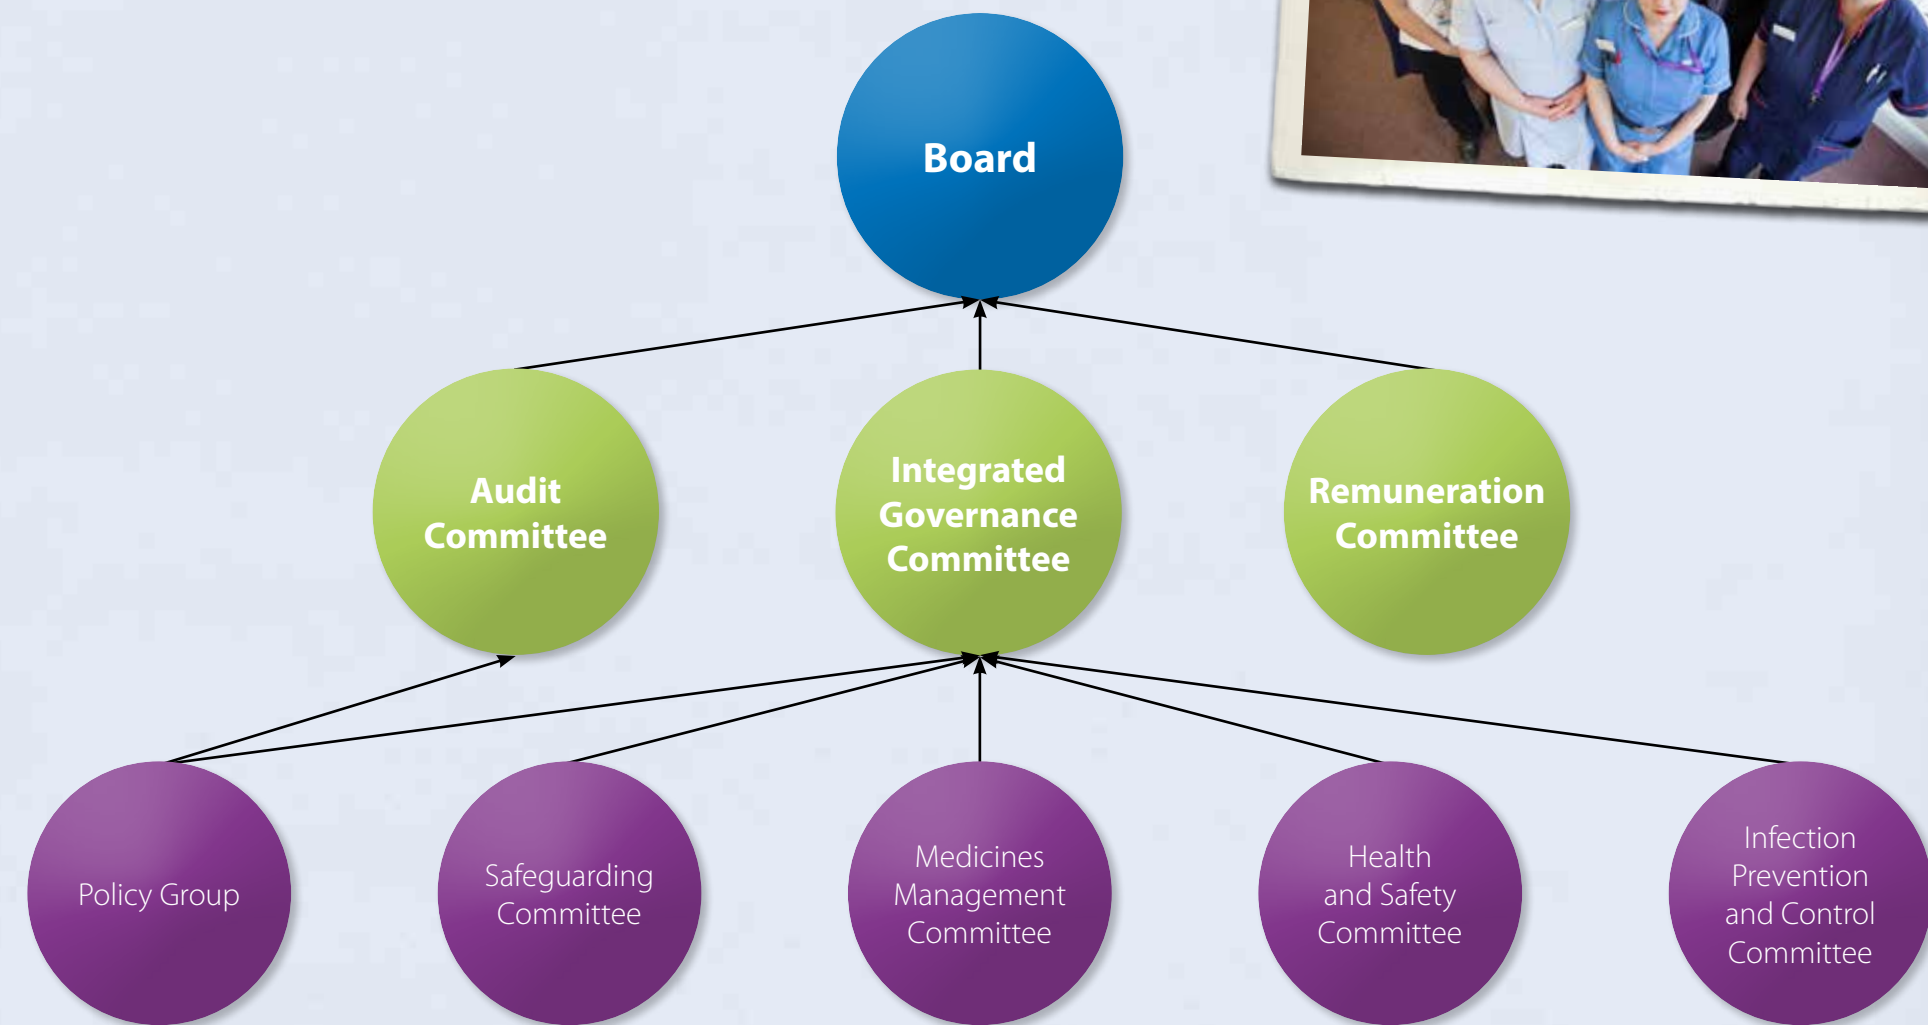 Board
Audit
Committee
Integrated
Governance
Committee
Remuneration
Committee
Policy Group
Safeguarding
Committee
Medicines
Management
Committee
Health
and Safety
Committee
Infection
Prevention
and Control
Committee